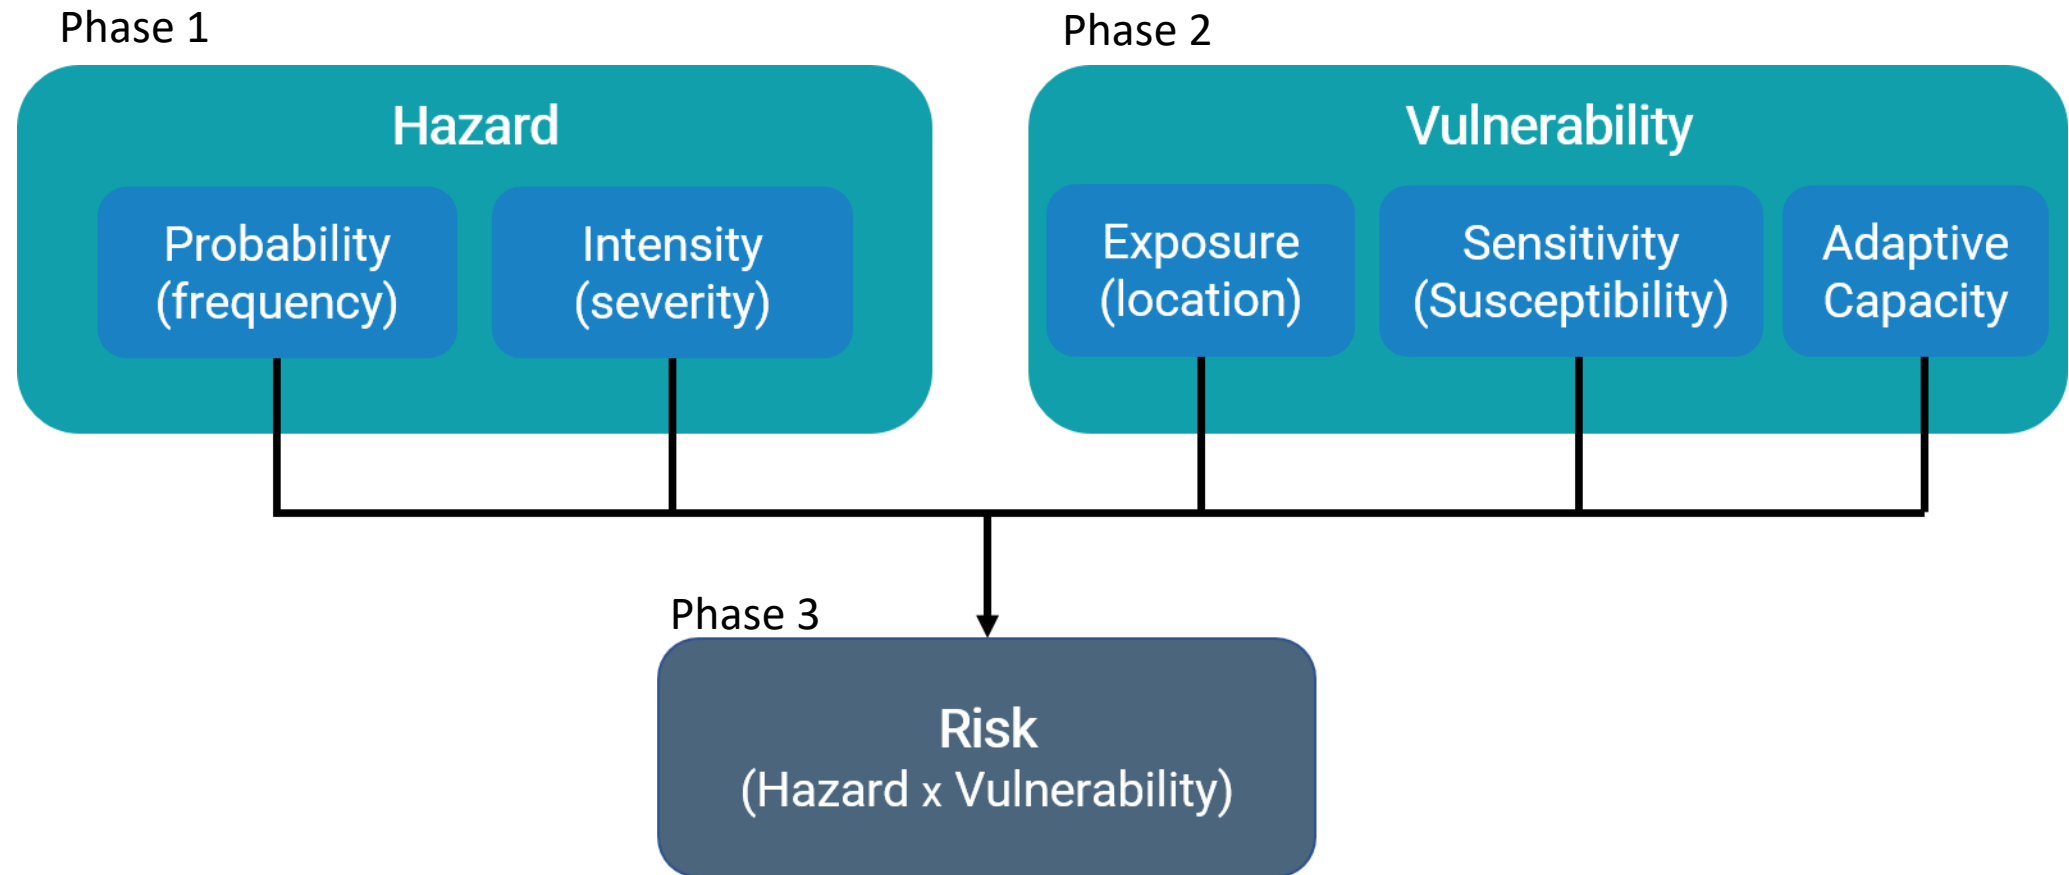 Phase 1
Hazard
Probability
(frequency)
Intensity
(severity)
Phase 2
Vulnerability
Exposure
(location)
Sensitivity
(Susceptibility)
Adaptive
Capacity
Phase 3
Risk
(Hazard x Vulnerability)